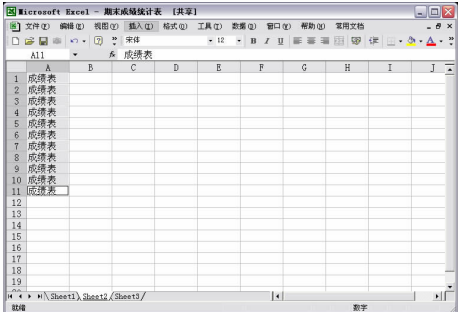 Microsoft Excel - 期末成绩统计表 [共享]
文件(F) 编辑(E) 视图(V) 插入(I) 格式(O) 工具(T) 数据(D) 窗口(W) 帮助(H) 常用文档
宋体 12 B I U
A11 fx 成绩表
A B C D E F G H I J
1 成绩表
2 成绩表
3 成绩表
4 成绩表
5 成绩表
6 成绩表
7 成绩表
8 成绩表
9 成绩表
10 成绩表
11 成绩表
12
13
14
15
16
17
18
19
Sheet1 Sheet2 Sheet3
就绪 数字